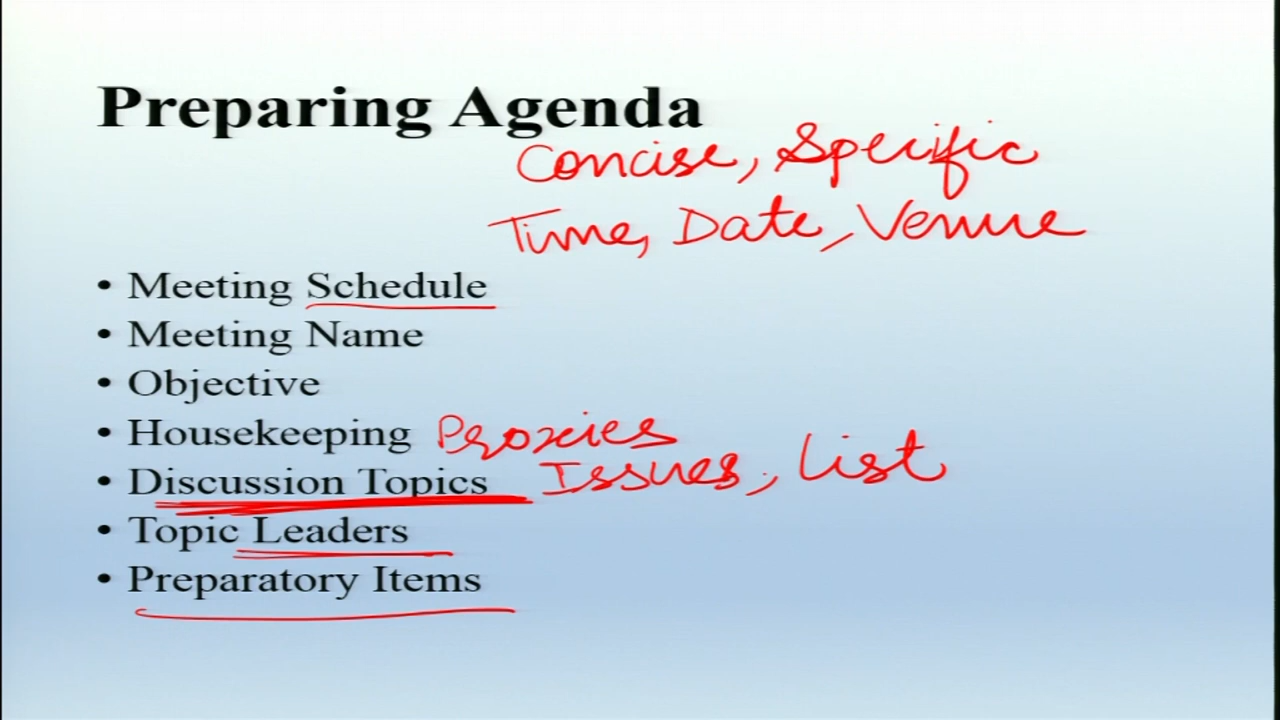 Preparing Agenda
Concise, Specific
Time, Date, Venue
• Meeting Schedule
• Meeting Name
• Objective
• Housekeeping Proxies
• Discussion Topics Issues, List
• Topic Leaders
• Preparatory Items